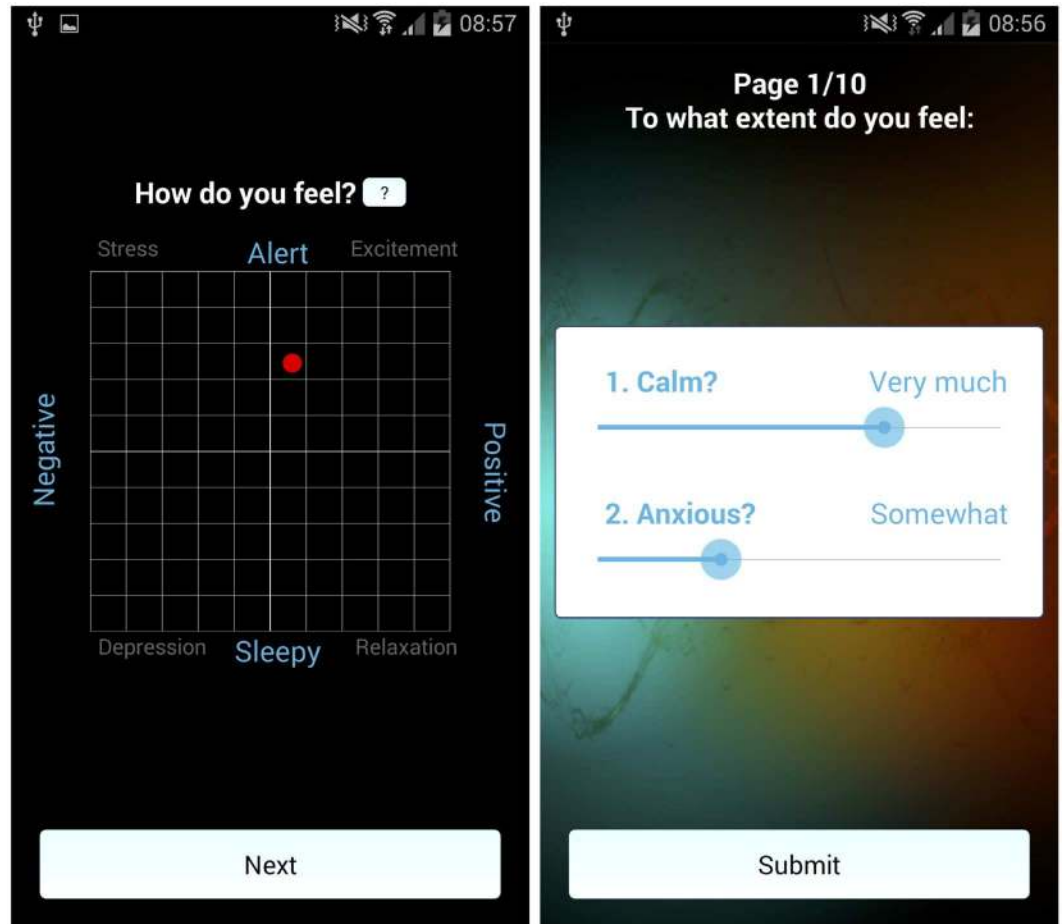 08:57
How do you feel? ?
Stress Alert Excitement
Negative
Positive
Depression Sleepy Relaxation
Next
08:56
Page 1/10
To what extent do you feel:
1. Calm? Very much
2. Anxious? Somewhat
Submit